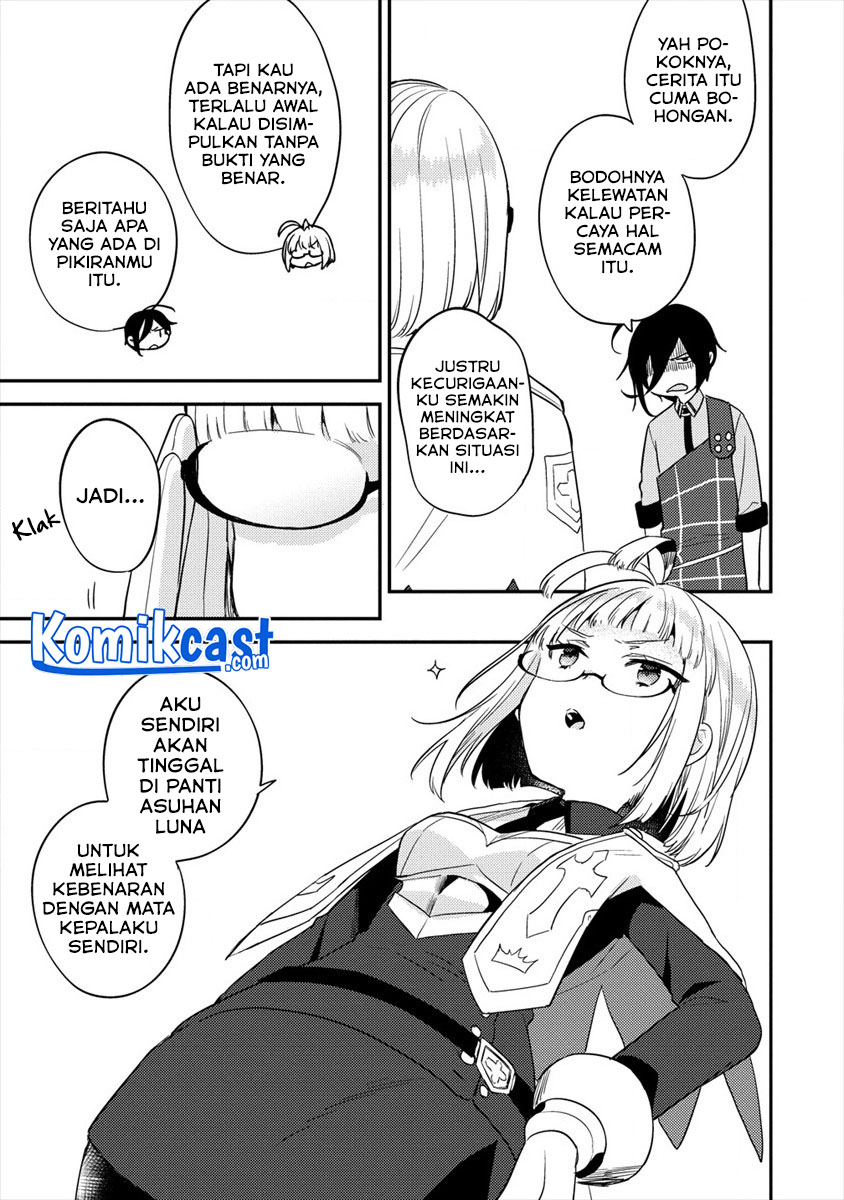 YAH PO-
KOKNYA,
CERITA ITU
CUMA BO-
HONGAN.
BODOHNYA
KELEWATAN
KALAU PER-
CAYA HAL
SEMACAM
ITU.
JUSTRU
KECURIGAAN-
KU SEMAKIN
MENINGKAT
BERDASAR-
KAN SITUASI
INI...
TAPI KAU
ADA BENARNYA,
TERLALU AWAL
KALAU DISIM-
PULKAN TANPA
BUKTI YANG
BENAR.
BERITAHU
SAJA APA
YANG ADA DI
PIKIRANMU
ITU.
JADI...
Klak
Komikcast
.com
AKU
SENDIRI
AKAN
TINGGAL
DI PANTI
ASUHAN
LUNA
UNTUK
MELIHAT
KEBENARAN
DENGAN MATA
KEPALAKU
SENDIRI.